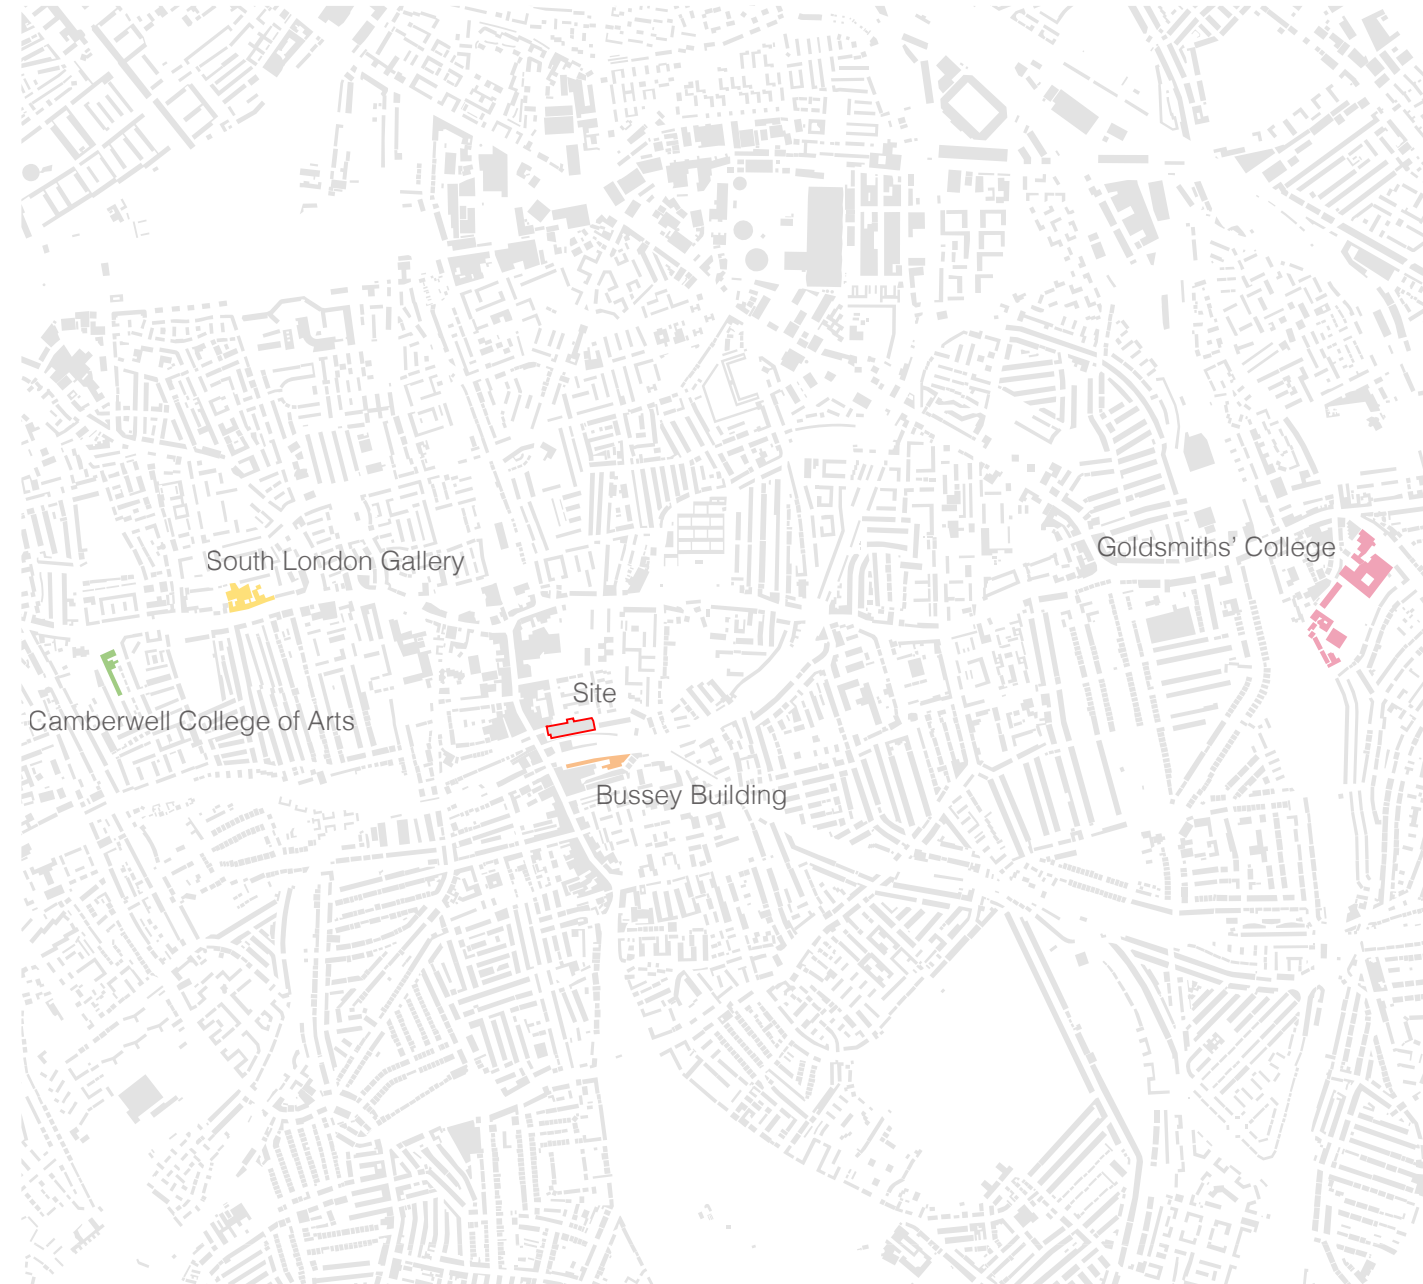 South London Gallery
Goldsmiths’ College
Site
Camberwell College of Arts
Bussey Building